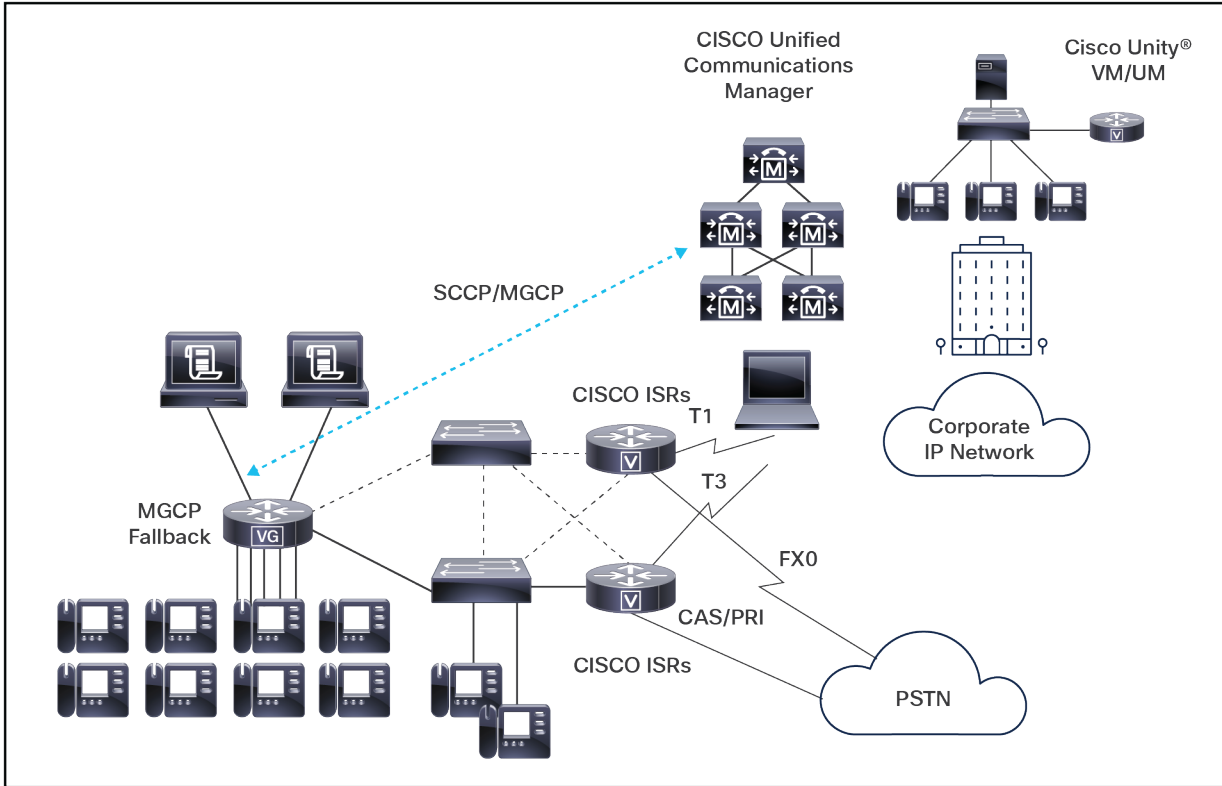 CISCO Unified
Communications
Manager
Cisco Unity®
VM/UM
V
M
M
M
M
M
SCCP/MGCP
CISCO ISRs
T1
V
Corporate
IP Network
T3
MGCP
Fallback
VG
FX0
V
CAS/PRI
CISCO ISRs
PSTN